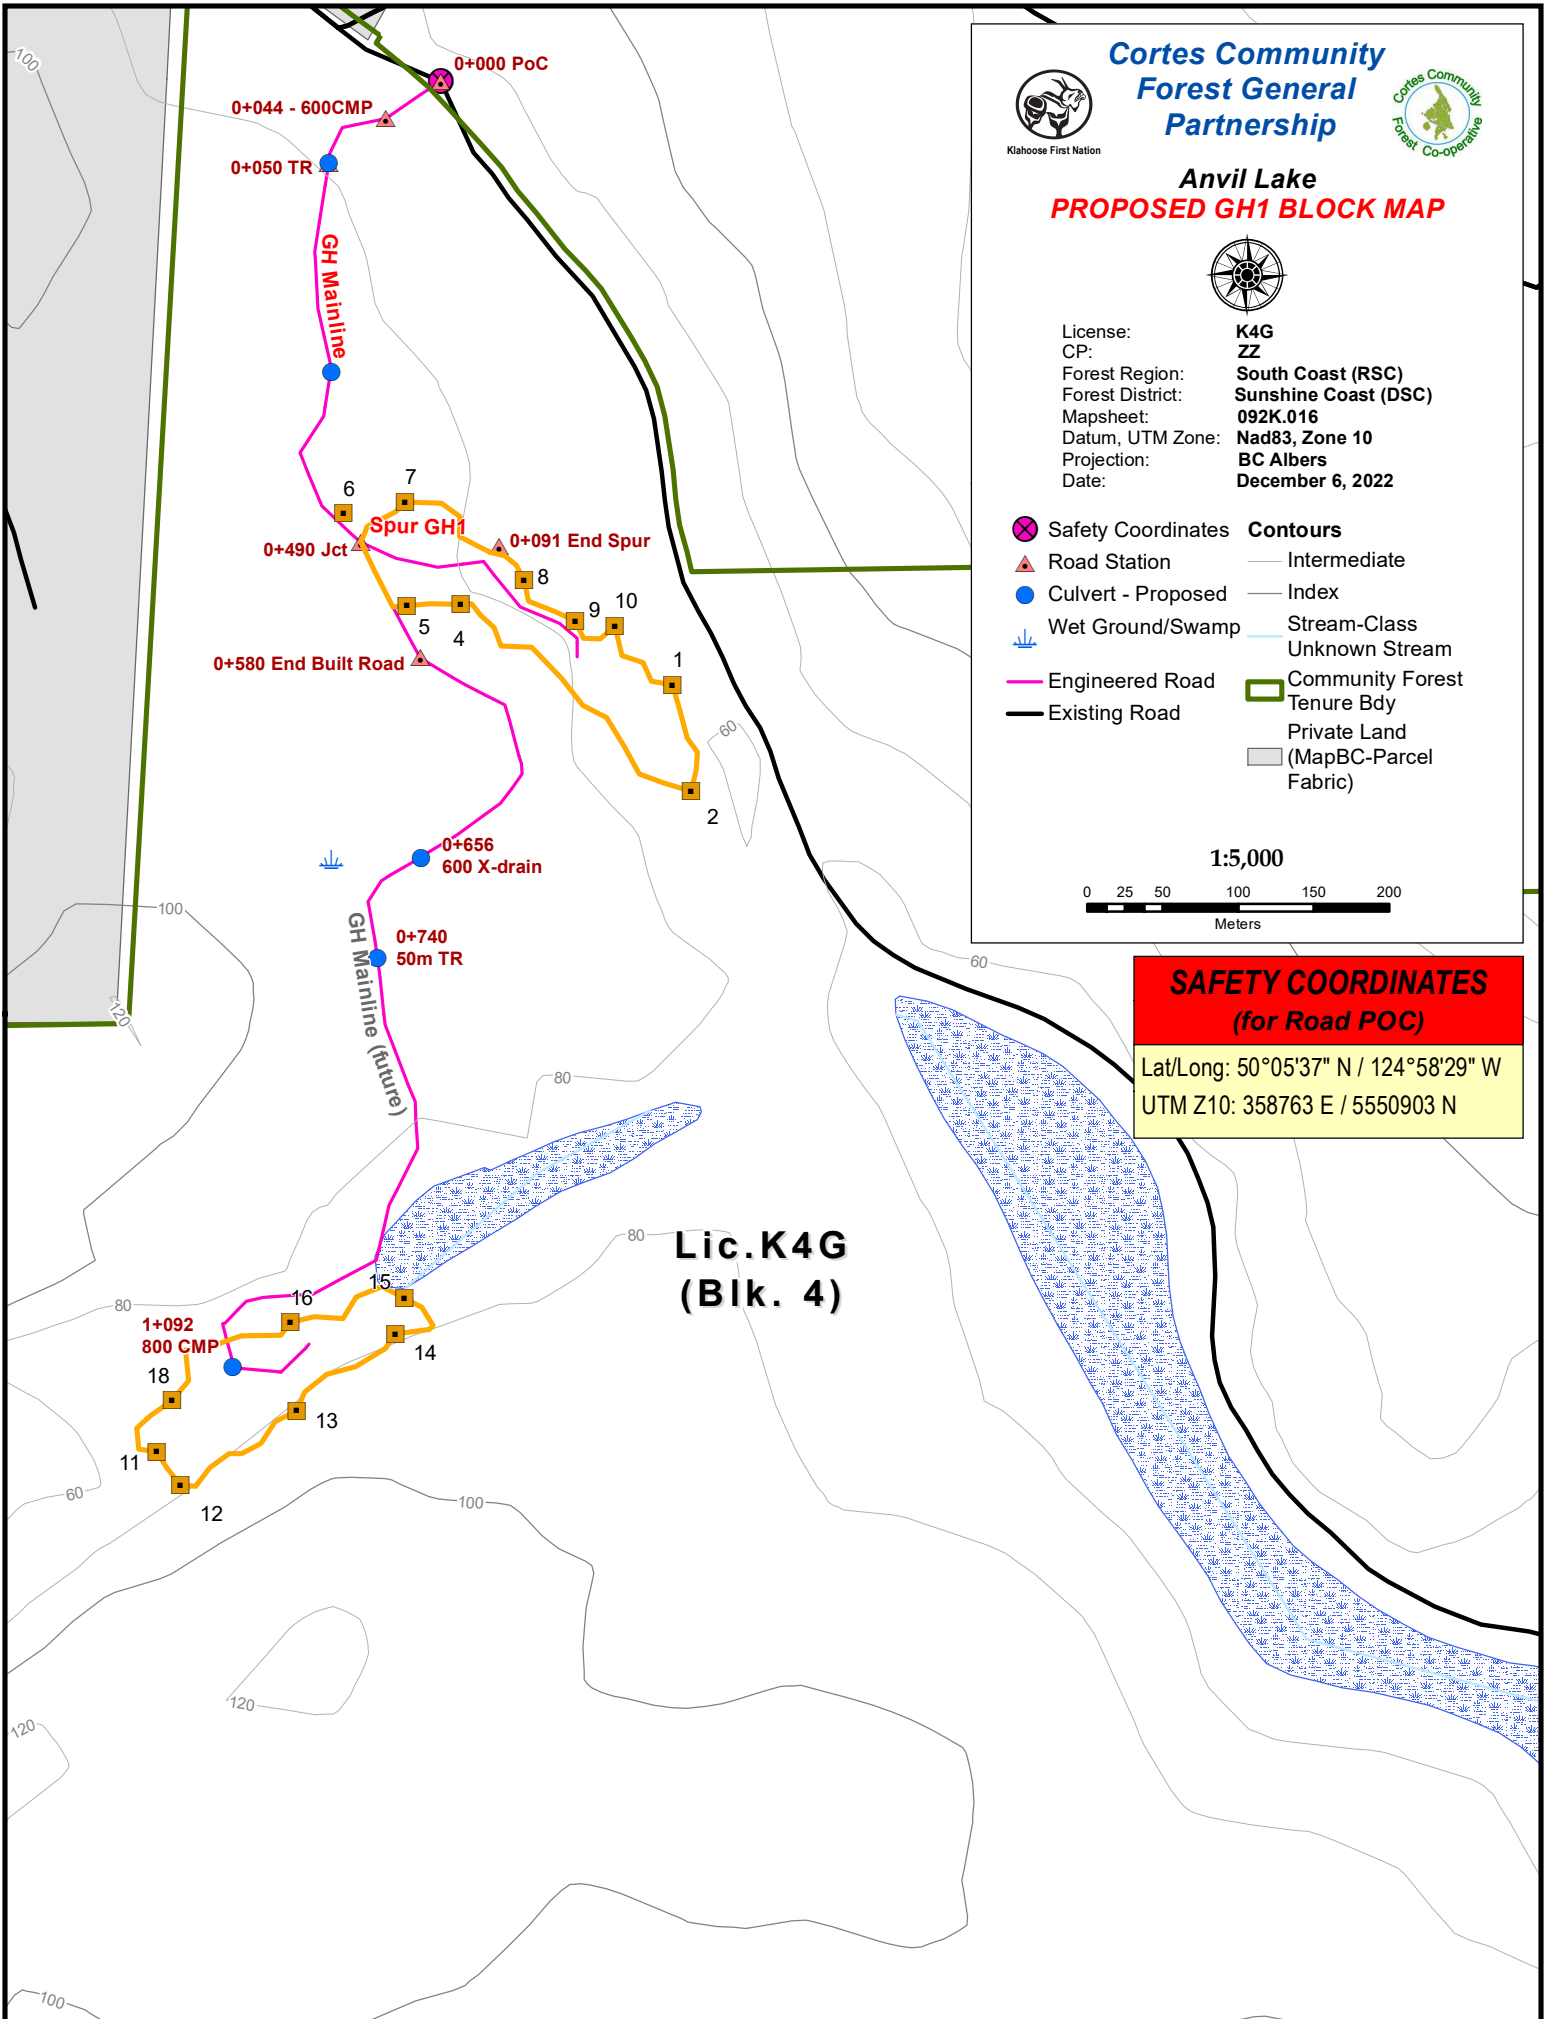 Cortes Community
Forest General
Partnership
Klahoose First Nation
Cortes Community
Forest Co-operative
Anvil Lake
PROPOSED GH1 BLOCK MAP
License: K4G
CP: ZZ
Forest Region: South Coast (RSC)
Forest District: Sunshine Coast (DSC)
Mapsheet: 092K.016
Datum, UTM Zone: Nad83, Zone 10
Projection: BC Albers
Date: December 6, 2022
Safety Coordinates
Road Station
Culvert - Proposed
Wet Ground/Swamp
Engineered Road
Existing Road
Contours
Intermediate
Index
Stream-Class
Unknown Stream
Community Forest
Tenure Bdy
Private Land
(MapBC-Parcel
Fabric)
1:5,000
0 25 50 100 150 200
Meters
SAFETY COORDINATES
(for Road POC)
Lat/Long: 50°05'37" N / 124°58'29" W
UTM Z10: 358763 E / 5550903 N
100
0+000 PoC
0+044 - 600CMP
0+050 TR
GH Mainline
7
6
Spur GH1
0+490 Jct
0+091 End Spur
8
9
10
5
4
1
0+580 End Built Road
60
2
0+656
600 X-drain
100
0+740
50m TR
GH Mainline (future)
60
120
80
80
Lic.K4G
(Blk. 4)
15
80
16
1+092
800 CMP
14
18
13
11
60
12
100
120
120
100